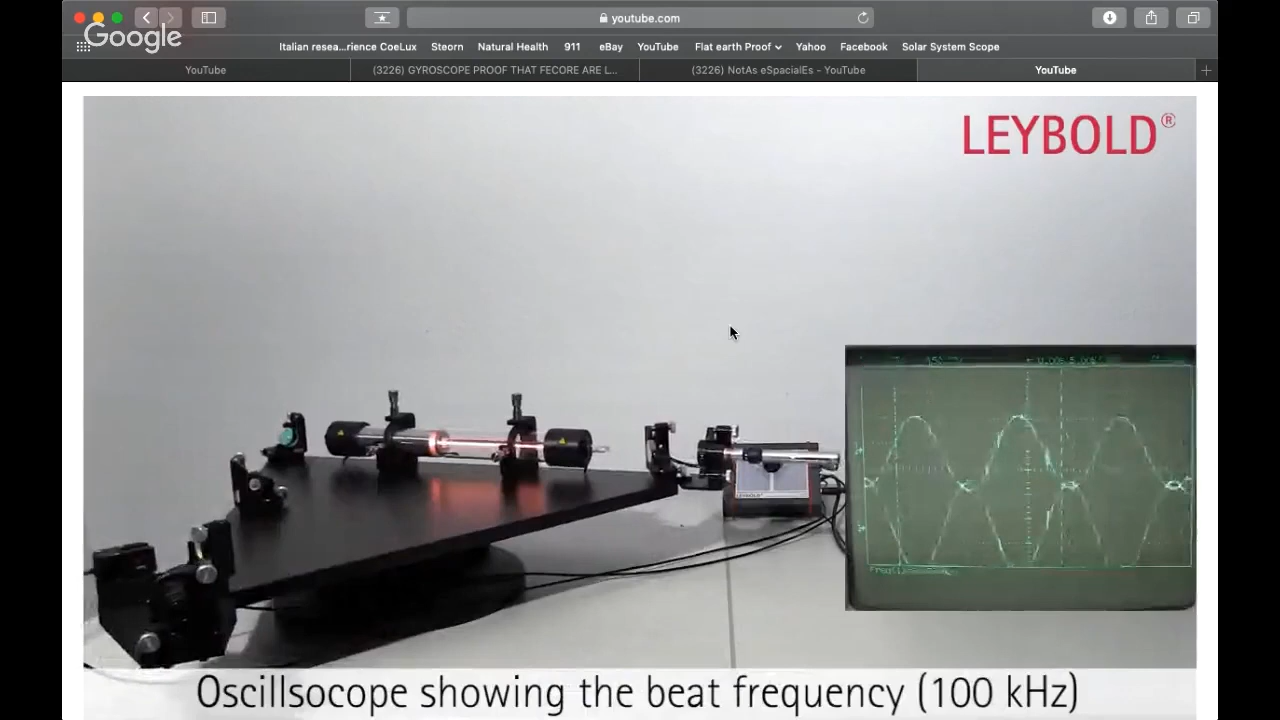 youtube.com
Google
Italian resea...rience CoeLux Steorn Natural Health 911 eBay YouTube Flat earth Proof Yahoo Facebook Solar System Scope
YouTube (3226) GYROSCOPE PROOF THAT FECORE ARE L... (3226) NotAs eSpacialEs - YouTube YouTube
LEYBOLD®
Oscillsocope showing the beat frequency (100 kHz)